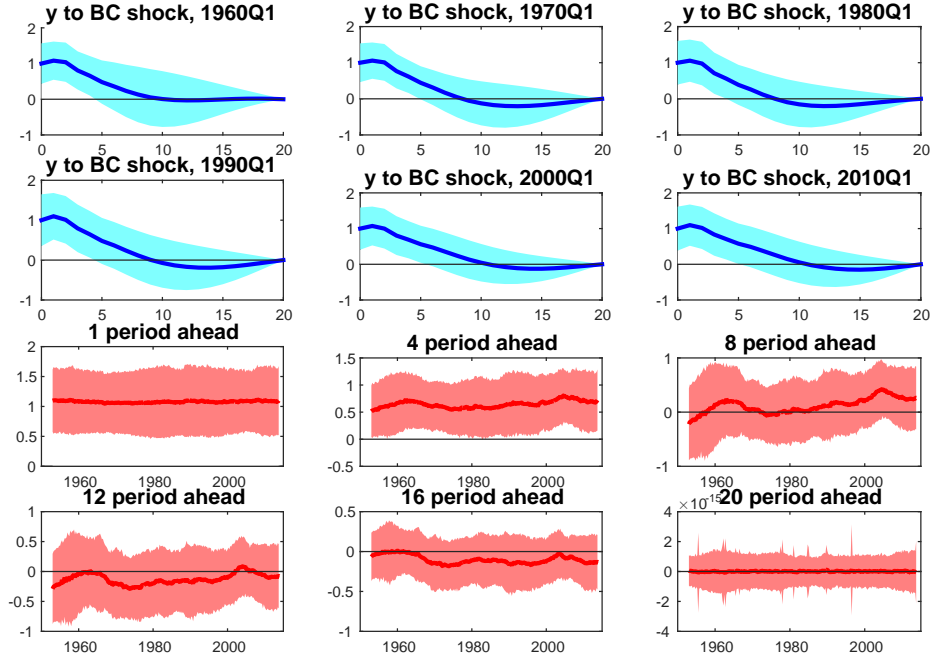 y to BC shock, 1960Q1 y to BC shock, 1970Q1 y to BC shock, 1980Q1
2 2 2
1 1 1
0 0 0
-1 -1 -1
0 5 10 15 20 0 5 10 15 20 0 5 10 15 20
y to BC shock, 1990Q1 y to BC shock, 2000Q1 y to BC shock, 2010Q1
2 2 2
1 1 1
0 0 0
-1 -1 -1
0 5 10 15 20 0 5 10 15 20 0 5 10 15 20
1 period ahead 4 period ahead 8 period ahead
2 1.5 1
1.5 1
1 0.5 0
0.5 0
0 -0.5 -1
1960 1980 2000 1960 1980 2000 1960 1980 2000
12 period ahead 16 period ahead ×10-15 20 period ahead
1 1 4
0.5 0.5 2
0 0 0
-0.5 -0.5 -2
-1 -1 -4
1960 1980 2000 1960 1980 2000 1960 1980 2000